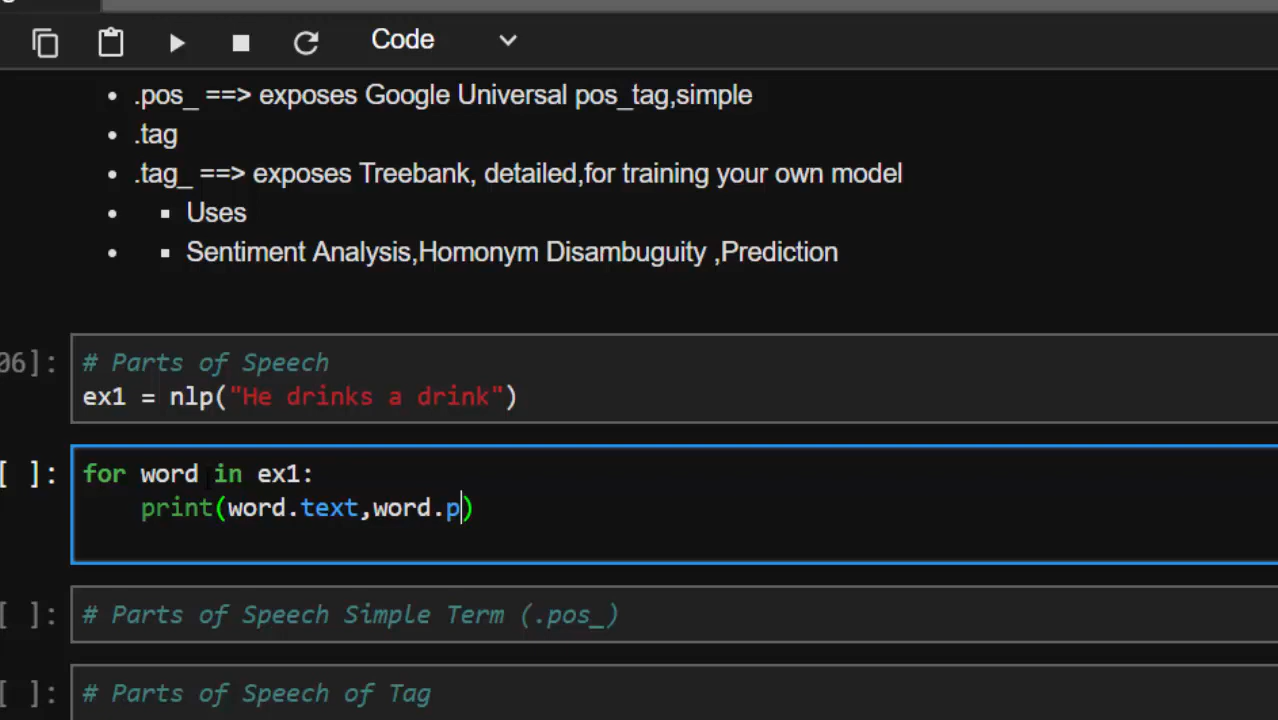 Code
.pos_ ==> exposes Google Universal pos_tag,simple
.tag
.tag_ ==> exposes Treebank, detailed,for training your own model
Uses
Sentiment Analysis,Homonym Disambuguity ,Prediction
06]:
# Parts of Speech
ex1 = nlp("He drinks a drink")
[ ]:
for word in ex1:
print(word.text,word.p)
[ ]:
# Parts of Speech Simple Term (.pos_)
[ ]:
# Parts of Speech of Tag